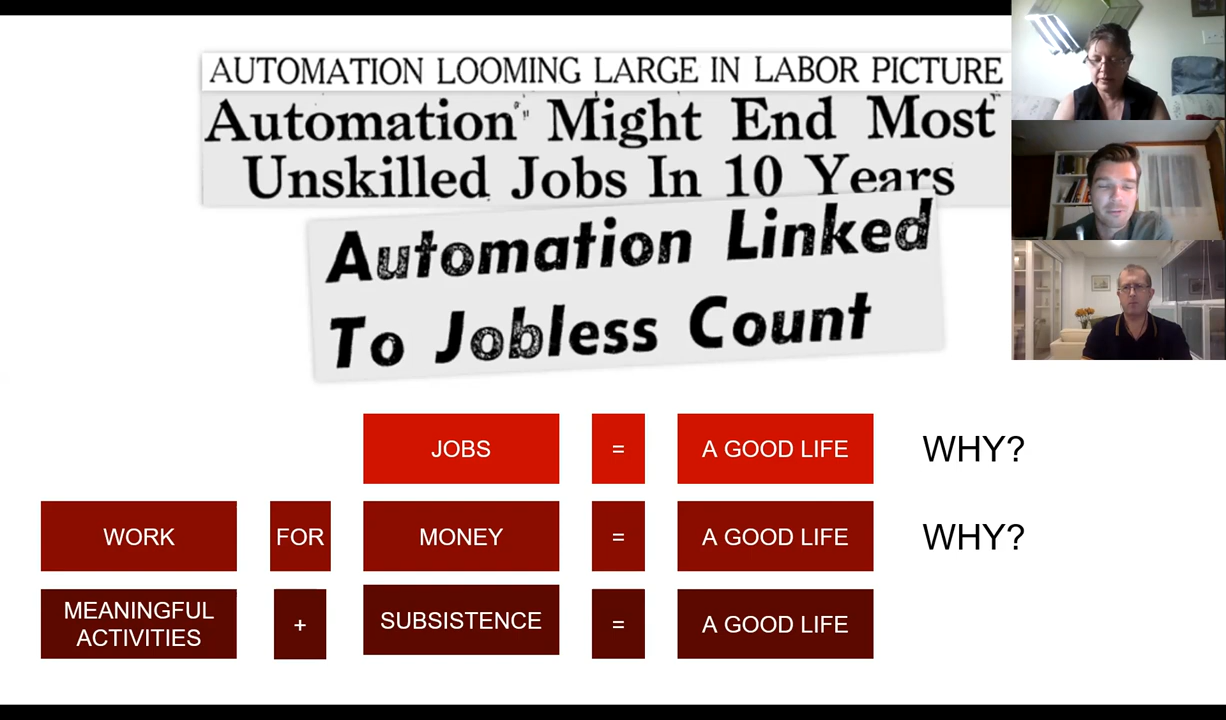 AUTOMATION LOOMING LARGE IN LABOR PICTURE
Automation Might End Most
Unskilled Jobs In 10 Years
Automation Linked
To Jobless Count
JOBS = A GOOD LIFE WHY?
WORK FOR MONEY = A GOOD LIFE WHY?
MEANINGFUL
ACTIVITIES + SUBSISTENCE = A GOOD LIFE